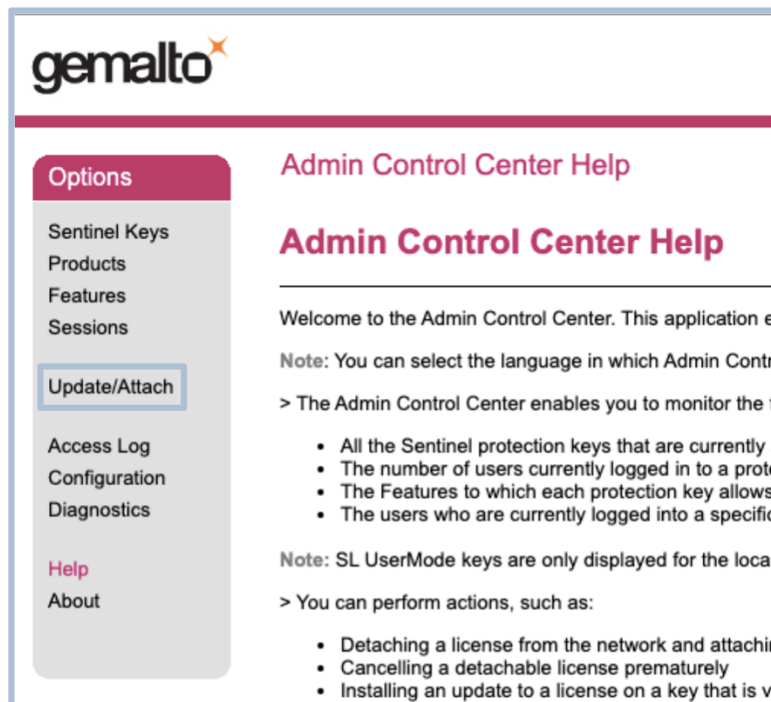 gemalto
Options
Sentinel Keys
Products
Features
Sessions
Update/Attach
Access Log
Configuration
Diagnostics
Help
About
Admin Control Center Help
Admin Control Center Help
Welcome to the Admin Control Center. This application
Note: You can select the language in which Admin
> The Admin Control Center enables you to monitor the
• All the Sentinel protection keys that are currently
• The number of users currently logged in to a
• The Features to which each protection key allows
• The users who are currently logged into a
Note: SL UserMode keys are only displayed for the
> You can perform actions, such as:
• Detaching a license from the network and
• Cancelling a detachable license prematurely
• Installing an update to a license on a key that is